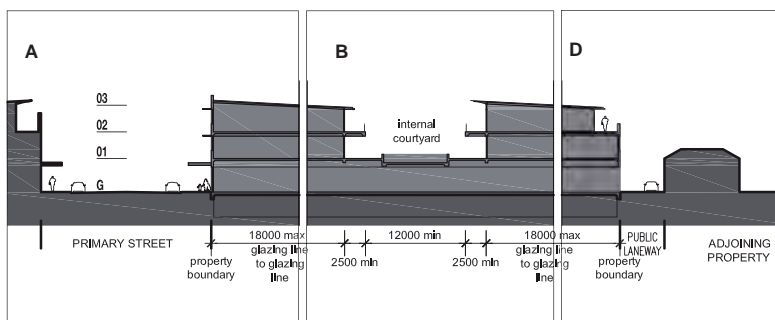 A
B
D
03
02
01
G
internal
courtyard
PRIMARY STREET
property
boundary
18000 max
glazing line
to glazing
line
2500 min
12000 min
2500 min
18000 max
glazing line
to glazing
line
property
boundary
PUBLIC
LANEWAY
ADJOINING
PROPERTY